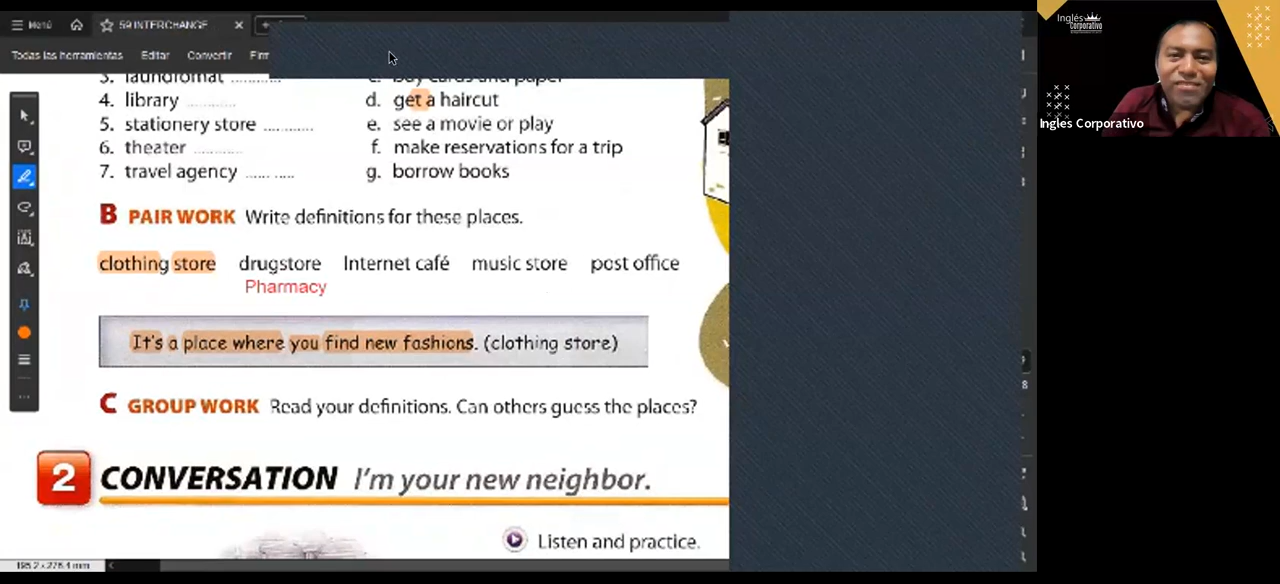 Menú
59 INTERCHANGE
Todas las herramientas Editar Convertir
3. laundromat ............ c. buy cards and paper
4. library ............ d. get a haircut
5. stationery store ............ e. see a movie or play
6. theater ............ f. make reservations for a trip
7. travel agency ............ g. borrow books
B PAIR WORK Write definitions for these places.
clothing store drugstore Internet café music store post office
Pharmacy
It's a place where you find new fashions. (clothing store)
C GROUP WORK Read your definitions. Can others guess the places?
2 CONVERSATION I'm your new neighbor.
Listen and practice.
Inglés
Corporativo
Ingles Corporativo